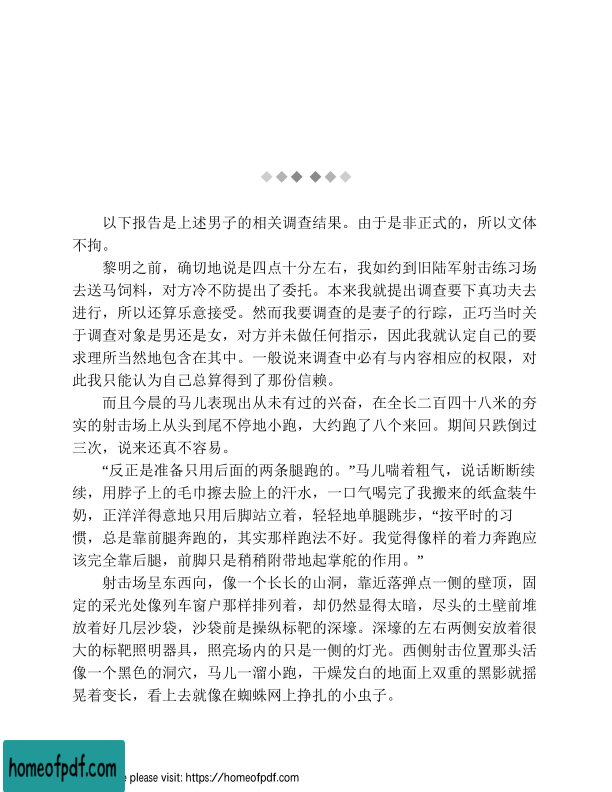 以下报告是上述男子的相关调查结果。由于是非正式的，所以文体
不拘。
黎明之前，确切地说是四点十分左右，我如约到旧陆军射击练习场
去送马饲料，对方冷不防提出了委托。本来我就提出调查要下真功夫去
进行，所以还算乐意接受。然而我要调查的是妻子的行踪，正巧当时关
于调查对象是男还是女，对方并未做任何指示，因此我就认定自己的要
求理所当然地包含在其中。一般说来调查中必有与内容相应的权限，对
此我只能认为自己总算得到了那份信赖。
而且今晨的马儿表现出从未有过的兴奋，在全长二百四十八米的夯
实的射击场上从头到尾不停地小跑，大约跑了八个来回。期间只跌倒过
三次，说来还真不容易。
“反正是准备只用后面的两条腿跑的。”马儿喘着粗气，说话断断续
续，用脖子上的毛巾擦去脸上的汗水，一口气喝完了我搬来的纸盒装牛
奶，正洋洋得意地只用后脚站立着，轻轻地单腿跳步，“按平时的习
惯，总是靠前腿奔跑的，其实那样跑法不好。我觉得像样的着力奔跑应
该完全靠后腿，前脚只是稍稍附带地起掌舵的作用。”
射击场呈东西向，像一个长长的山洞，靠近落弹点一侧的壁顶，固
定的采光处像列车窗户那样排列着，却仍然显得太暗，尽头的土壁前堆
放着好几层沙袋，沙袋前是操纵标靶的深壕。深壕的左右两侧安放着很
大的标靶照明器具，照亮场内的只是一侧的灯光。西侧射击位置那头活
像一个黑色的洞穴，马儿一溜小跑，干燥发白的地面上双重的黑影就摇
晃着变长，看上去就像在蜘蛛网上挣扎的小虫子。
homeofpdf.com
e please visit: https://homeofpdf.com